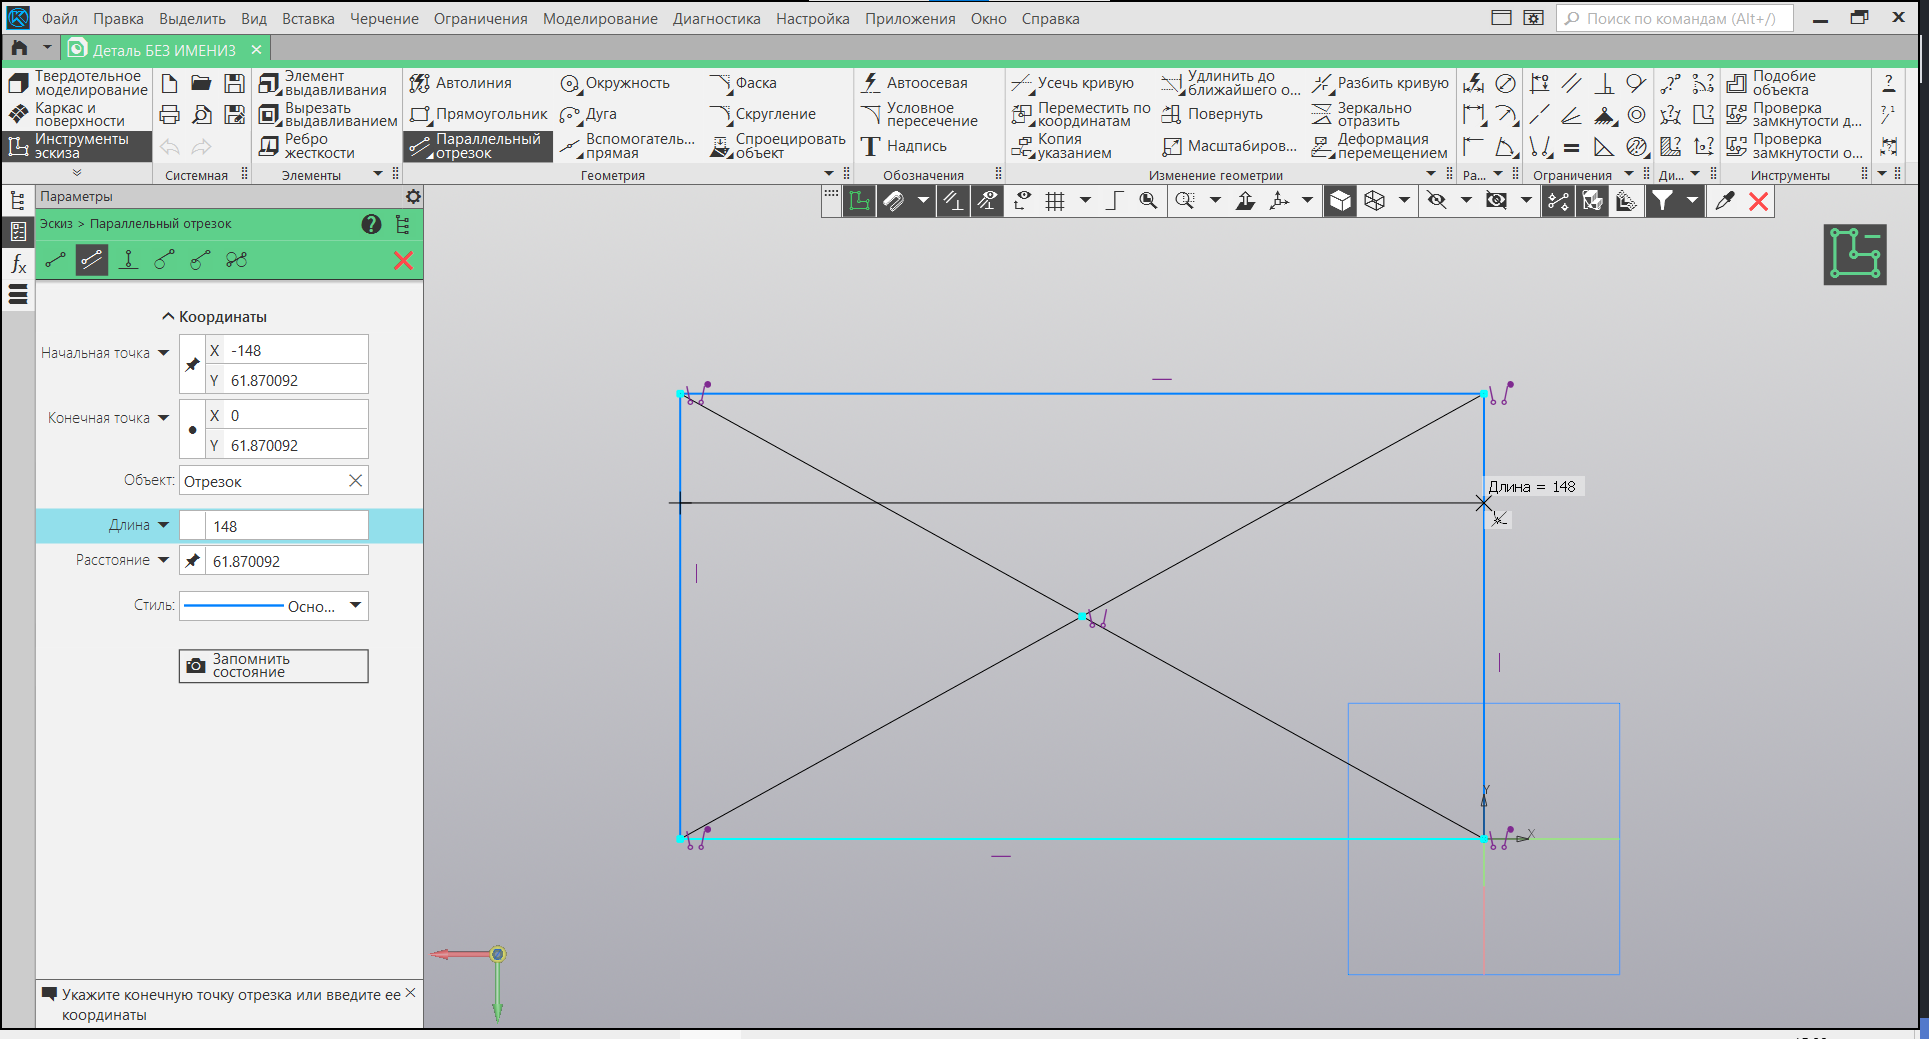 Файл Правка Выделить Вид Вставка Черчение Ограничения Моделирование Диагностика Настройка Приложения Окно Справка
Поиск по командам (Alt+/)
Деталь БЕЗ ИМЕНИ3
Твердотельное моделирование
Каркас и поверхности
Инструменты эскиза
Системная
Элемент выдавливания
Вырезать выдавливанием
Ребро жесткости
Элементы
Автолиния
Прямоугольник
Параллельный отрезок
Окружность
Дуга
Вспомогатель... прямая
Фаска
Скругление
Спроецировать объект
Геометрия
Автоосевая
Условное пересечение
Надпись
Обозначения
Усечь кривую
Переместить по координатам
Копия указанием
Удлинить до ближайшего о...
Повернуть
Масштабиров...
Разбить кривую
Зеркально отразить
Деформация перемещением
Изменение геометрии
Ра...
Ограничения
Ди...
Подобие объекта
Проверка замкнутости д...
Проверка замкнутости о...
Инструменты
Параметры
Эскиз > Параллельный отрезок
Координаты
Начальная точка
X -148
Y 61.870092
Конечная точка
X 0
Y 61.870092
Объект: Отрезок
Длина 148
Расстояние 61.870092
Стиль: Осно...
Запомнить
состояние
Укажите конечную точку отрезка или введите ее
координаты
Длина = 148
Y
X